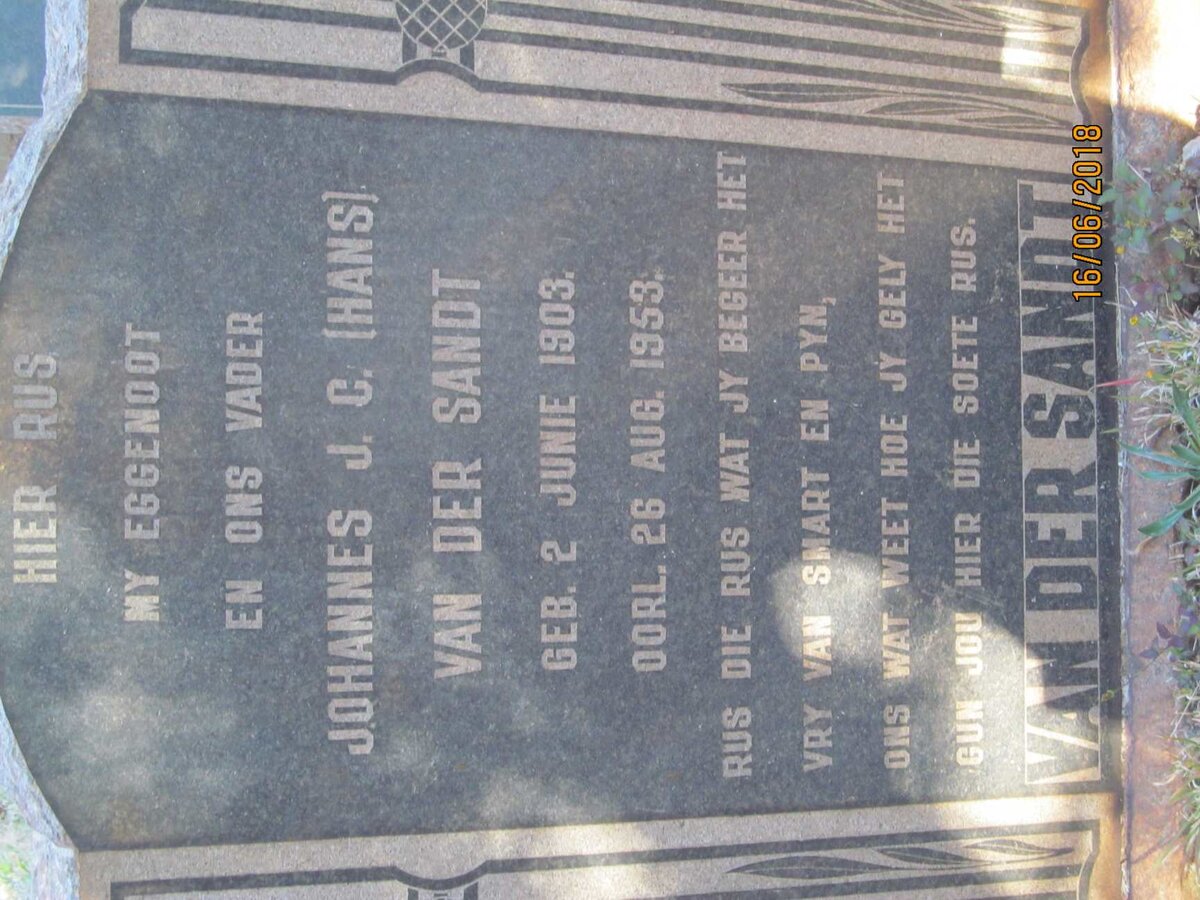 HIER RUS
MY EGGENOOT
EN ONS VADER
JOHANNES J. C. (HANS)
VAN DER SANDT
GEB. 2 JUNIE 1903.
OORL. 26 AUG. 1953.
RUS DIE RUS WAT JY BEGEER HET
VRY VAN SMART EN PYN,
ONS WAT WEET HOE JY GELY HET
GUN JOU HIER DIE SOETE RUS.
VAN DER SANDT
16/06/2018